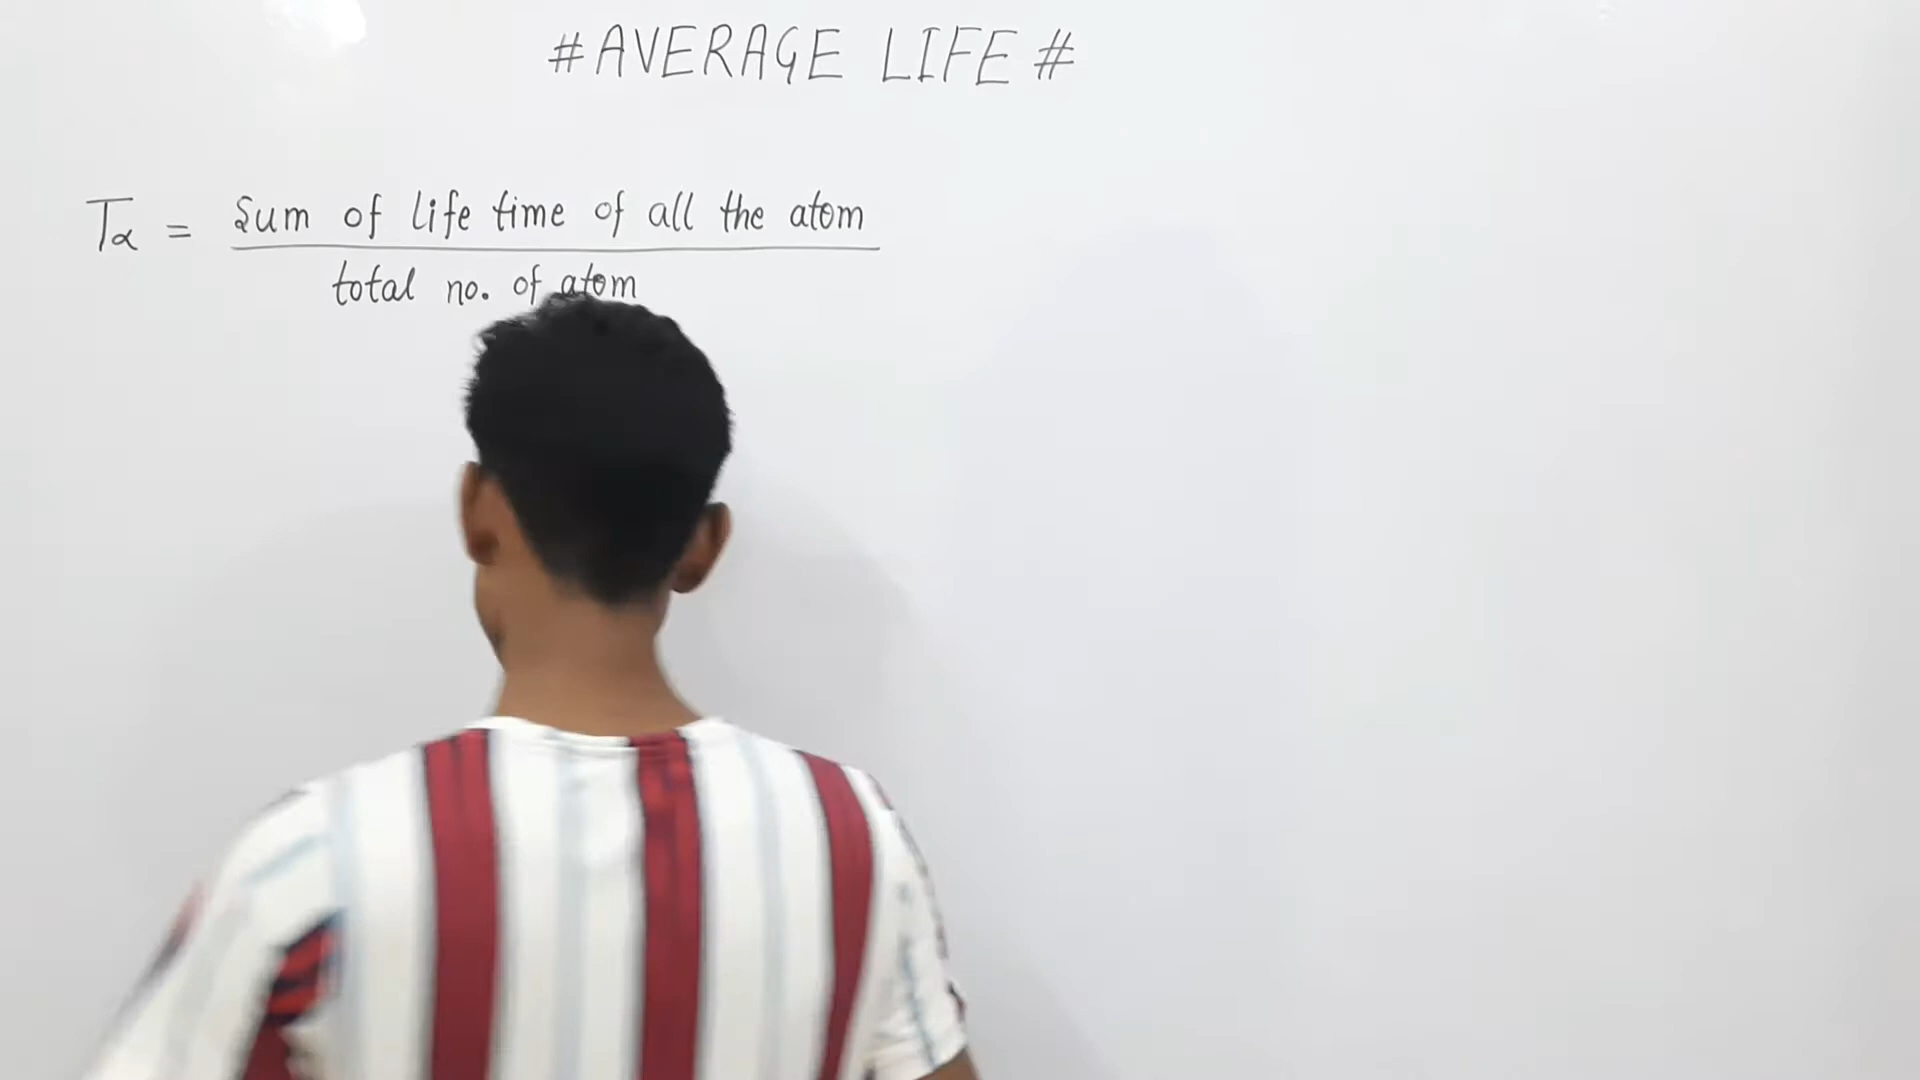 # AVERAGE LIFE #
Tα = Sum of life time of all the atom
total no. of atom